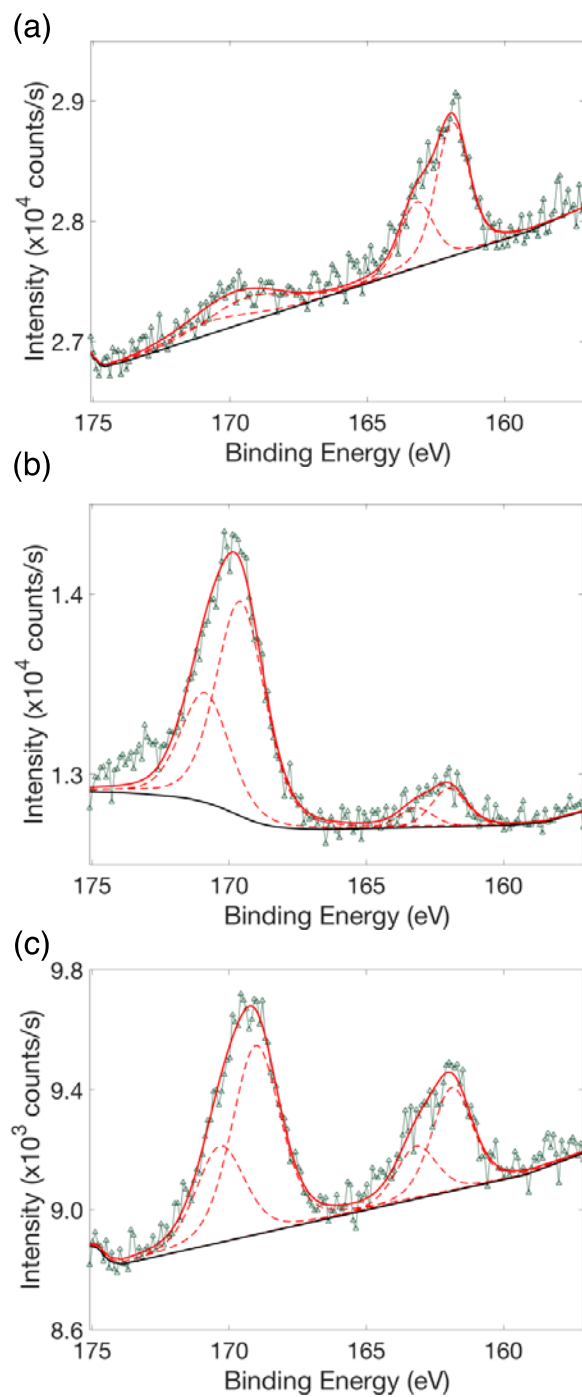 (a)
2.9
2.8
2.7
Intensity (x10⁴ counts/s)
175 170 165 160
Binding Energy (eV)
(b)
1.4
1.3
Intensity (x10⁴ counts/s)
175 170 165 160
Binding Energy (eV)
(c)
9.8
9.4
9.0
8.6
Intensity (x10³ counts/s)
175 170 165 160
Binding Energy (eV)